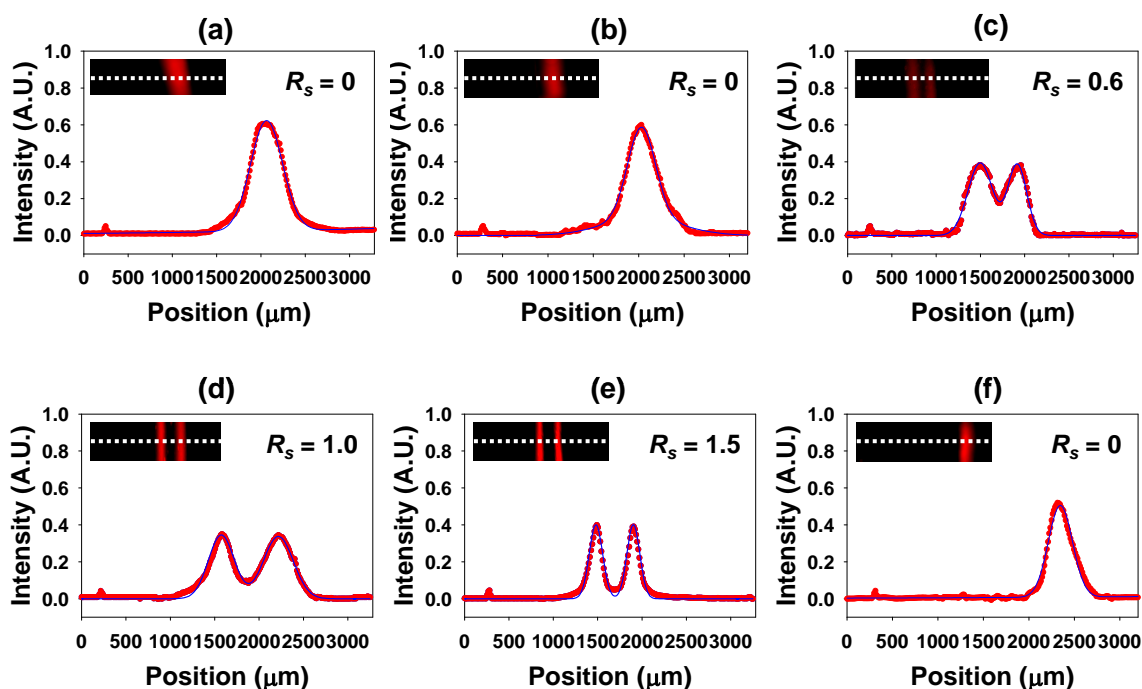 (a)
1.0
0.8
0.6
0.4
0.2
0.0
Intensity (A.U.)
R_s = 0
0 500 1000 1500 2000 2500 3000
Position (μm)
(b)
1.0
0.8
0.6
0.4
0.2
0.0
Intensity (A.U.)
R_s = 0
0 500 1000 1500 2000 2500 3000
Position (μm)
(c)
1.0
0.8
0.6
0.4
0.2
0.0
Intensity (A.U.)
R_s = 0.6
0 500 1000 1500 2000 2500 3000
Position (μm)
(d)
1.0
0.8
0.6
0.4
0.2
0.0
Intensity (A.U.)
R_s = 1.0
0 500 1000 1500 2000 2500 3000
Position (μm)
(e)
1.0
0.8
0.6
0.4
0.2
0.0
Intensity (A.U.)
R_s = 1.5
0 500 1000 1500 2000 2500 3000
Position (μm)
(f)
1.0
0.8
0.6
0.4
0.2
0.0
Intensity (A.U.)
R_s = 0
0 500 1000 1500 2000 2500 3000
Position (μm)